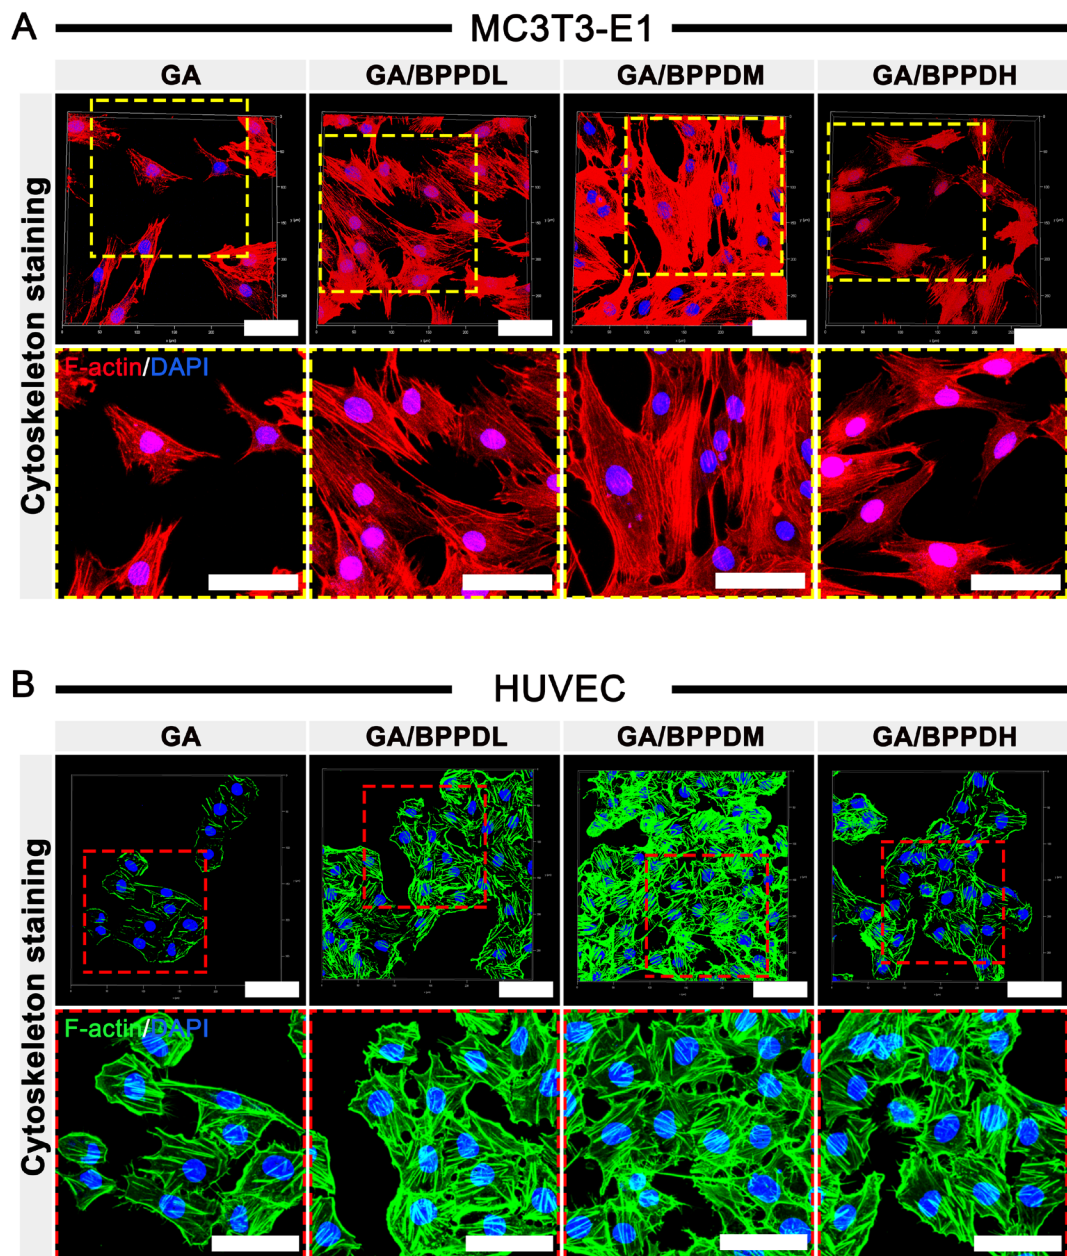 A
MC3T3-E1
GA
GA/BPPDL
GA/BPPDM
GA/BPPDH
Cytoskeleton staining
F-actin/DAPI
B
HUVEC
GA
GA/BPPDL
GA/BPPDM
GA/BPPDH
Cytoskeleton staining
F-actin/DAPI